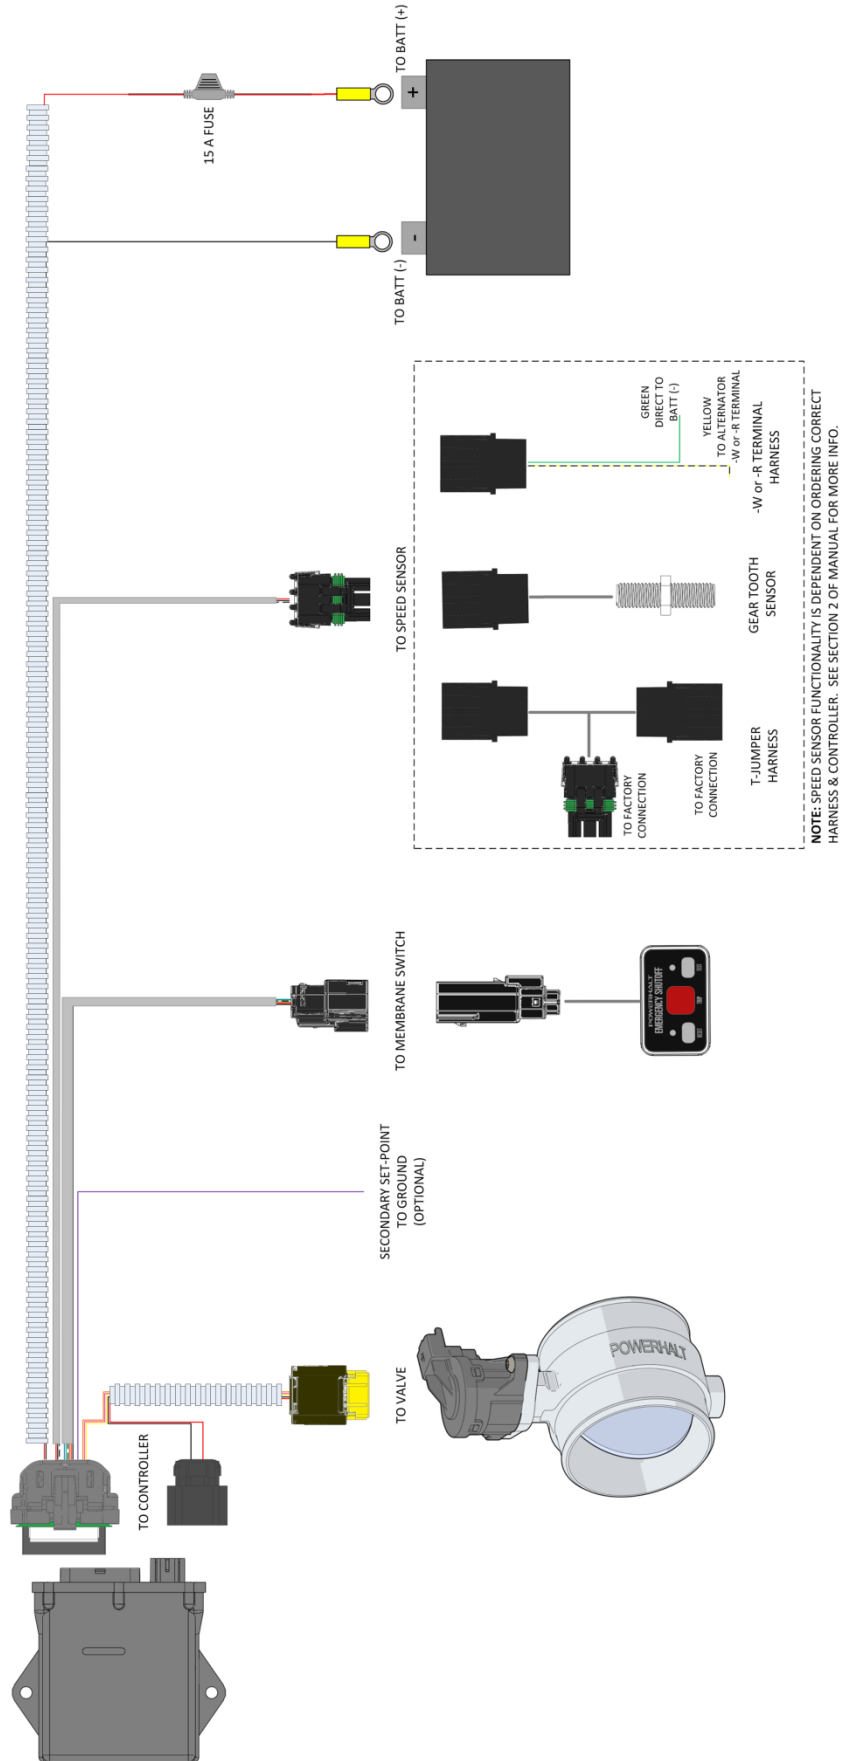 TO CONTROLLER
TO VALVE
POWERHALT
SECONDARY SET-POINT
TO GROUND
(OPTIONAL)
TO MEMBRANE SWITCH
POWERHALT
EMERGENCY SHUTOFF
RESET
TRIP
TEST
TO SPEED SENSOR
TO FACTORY
CONNECTION
TO FACTORY
CONNECTION
T-JUMPER
HARNESS
GEAR TOOTH
SENSOR
GREEN
DIRECT TO
BATT (-)
YELLOW
TO ALTERNATOR
-W or -R TERMINAL
-W or -R TERMINAL
HARNESS
NOTE: SPEED SENSOR FUNCTIONALITY IS DEPENDENT ON ORDERING CORRECT
HARNESS & CONTROLLER. SEE SECTION 2 OF MANUAL FOR MORE INFO.
TO BATT (-)
-
15 A FUSE
TO BATT (+)
+